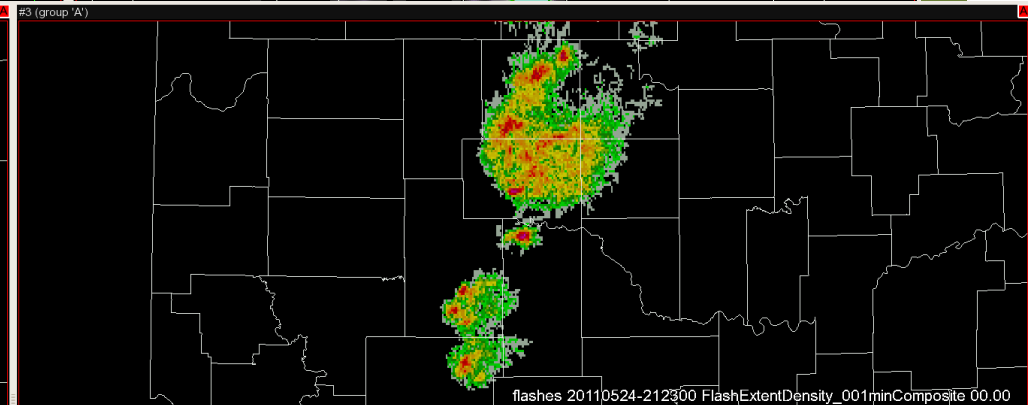 #3 (group 'A')
A
A
flashes 20110524-212300 FlashExtentDensity_001minComposite 00.00